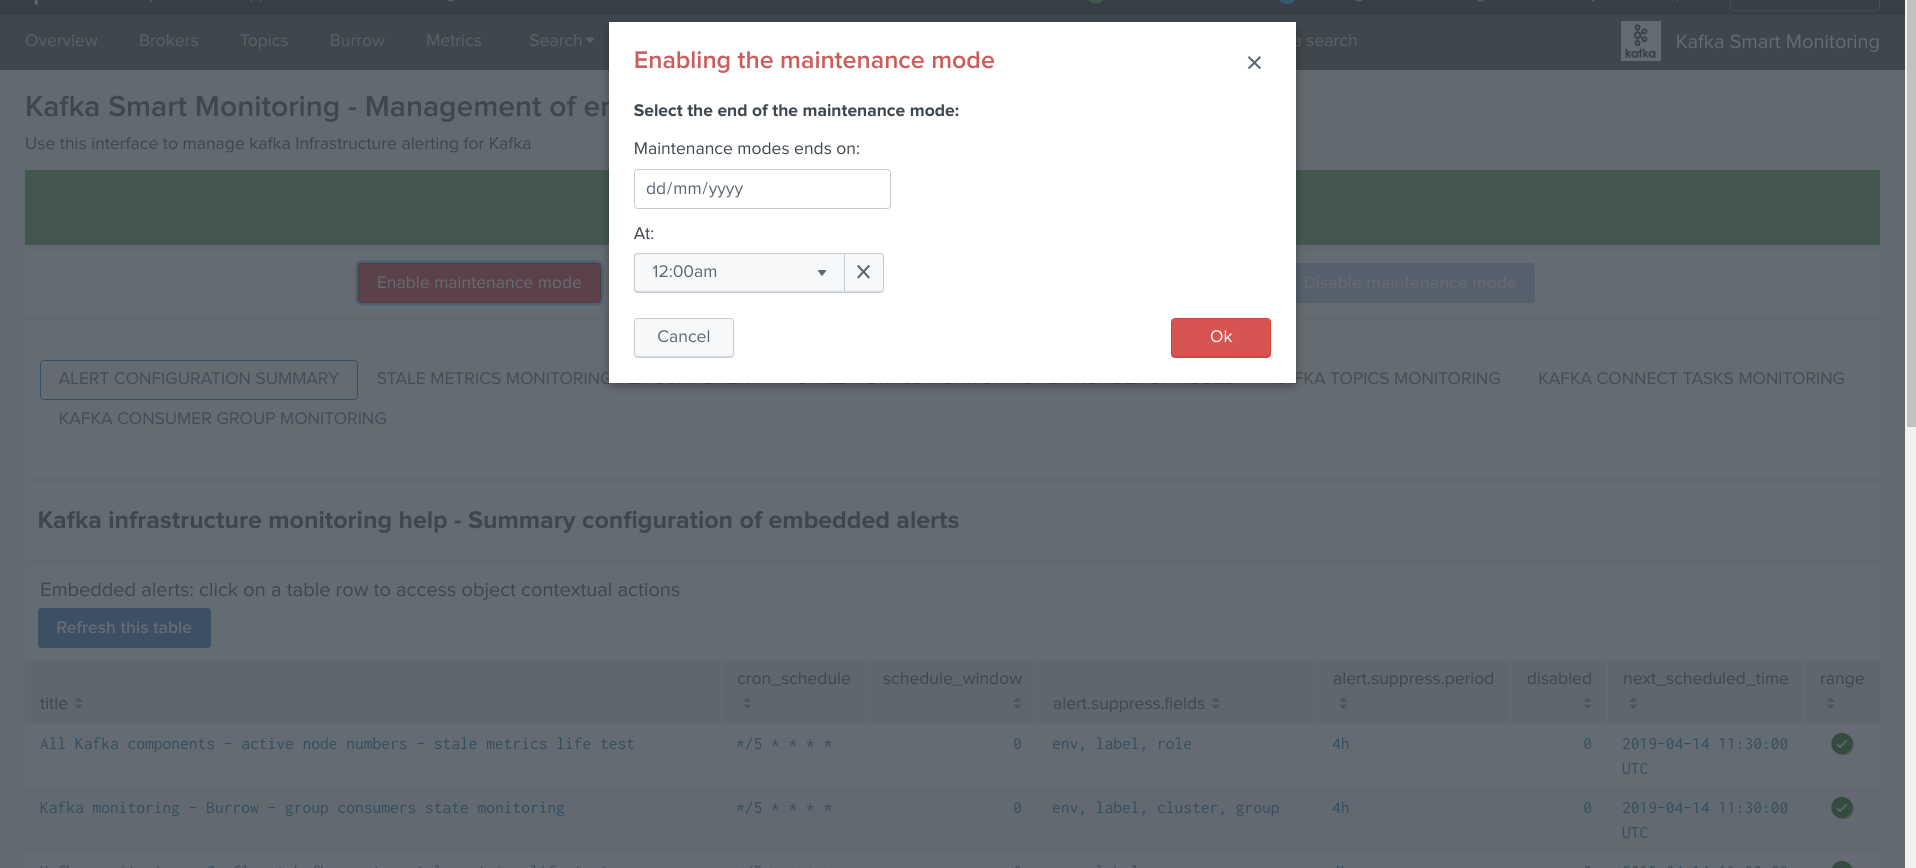 Overview Brokers Topics Burrow Metrics Search search
kafka
Kafka Smart Monitoring
Enabling the maintenance mode
Select the end of the maintenance mode:
Maintenance modes ends on:
dd/mm/yyyy
At:
12:00am
Cancel Ok
Kafka Smart Monitoring - Management of
Use this interface to manage kafka Infrastructure alerting for Kafka
Enable maintenance mode Disable maintenance mode
ALERT CONFIGURATION SUMMARY STALE METRICS MONITORING TOPICS MONITORING KAFKA CONNECT TASKS MONITORING
KAFKA CONSUMER GROUP MONITORING
Kafka infrastructure monitoring help - Summary configuration of embedded alerts
Embedded alerts: click on a table row to access object contextual actions
Refresh this table
title cron_schedule schedule_window alert.suppress.fields alert.suppress.period disabled next_scheduled_time range
All Kafka components - active node numbers - stale metrics life test */5 * * * * 0 env, label, role 4h 0 2019-04-14 11:30:00
UTC
Kafka monitoring - Burrow - group consumers state monitoring */5 * * * * 0 env, label, cluster, group 4h 0 2019-04-14 11:30:00
UTC